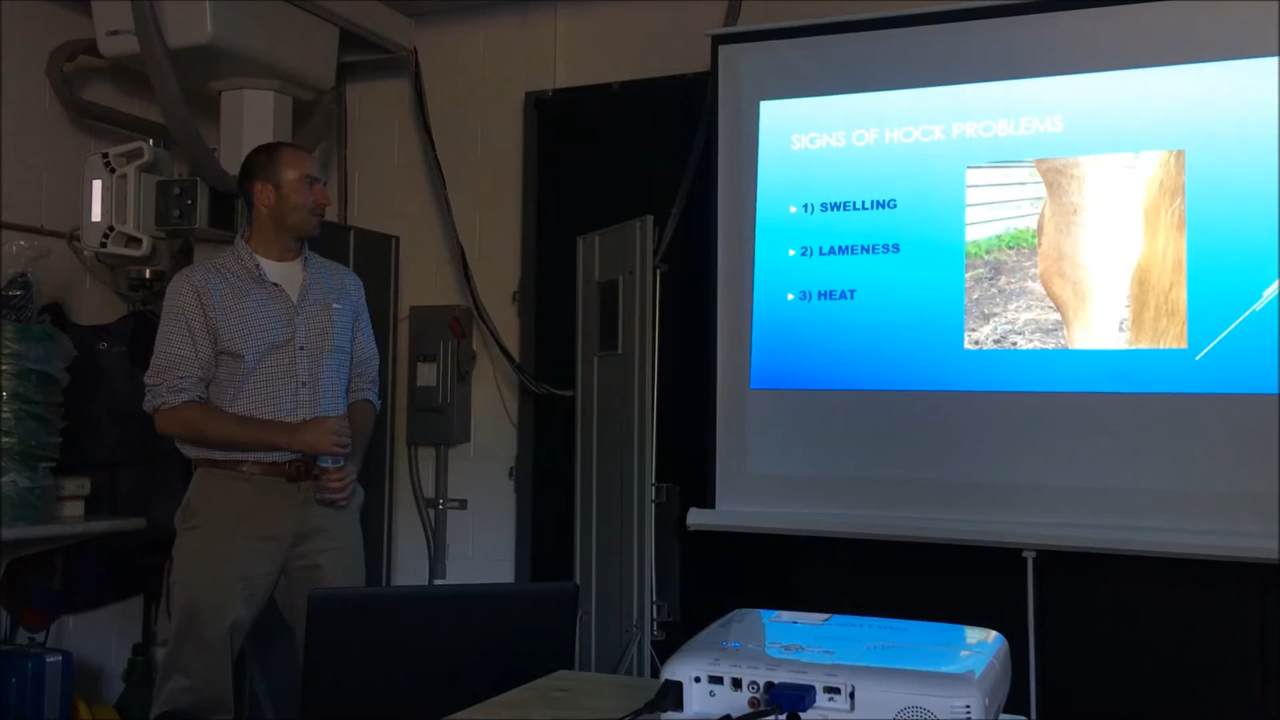 SIGNS OF HOCK PROBLEMS
1) SWELLING
2) LAMENESS
3) HEAT